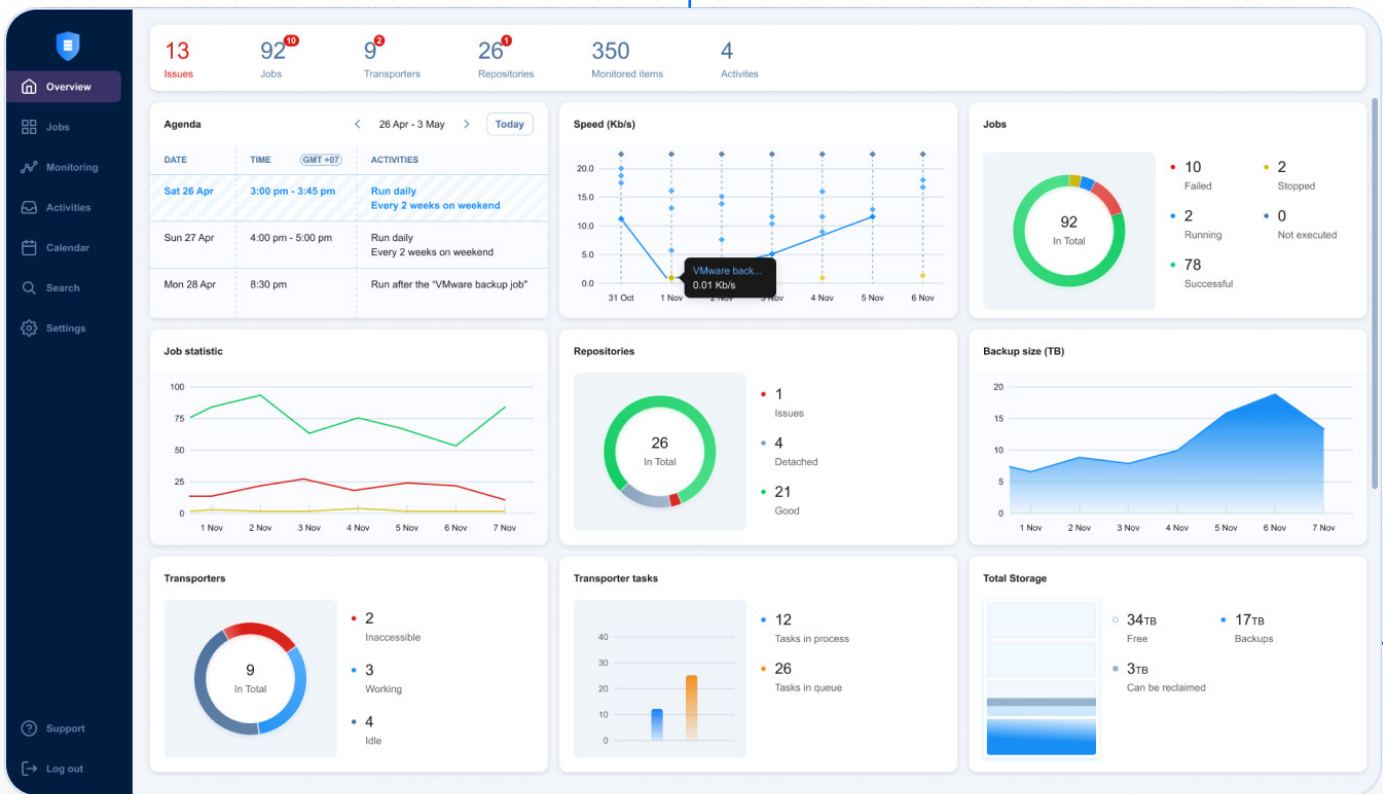 13
Issues
92 10
Jobs
9 2
Transporters
26 1
Repositories
350
Monitored items
4
Activites
Overview
Jobs
Monitoring
Activities
Calendar
Search
Settings
Support
Log out
Agenda
26 Apr - 3 May
Today
DATE TIME GMT +07 ACTIVITIES
Sat 26 Apr 3:00 pm - 3:45 pm Run daily
Every 2 weeks on weekend
Sun 27 Apr 4:00 pm - 5:00 pm Run daily
Every 2 weeks on weekend
Mon 28 Apr 8:30 pm Run after the "VMware backup job"
Speed (Kb/s)
20.0
15.0
10.0
5.0
0.0
VMware back...
0.01 Kb/s
31 Oct 1 Nov 2 Nov 3 Nov 4 Nov 5 Nov 6 Nov
Jobs
92
In Total
10
Failed
2
Stopped
2
Running
0
Not executed
78
Successful
Job statistic
100
75
50
25
0
1 Nov 2 Nov 3 Nov 4 Nov 5 Nov 6 Nov 7 Nov
Repositories
26
In Total
1
Issues
4
Detached
21
Good
Backup size (TB)
20
15
10
5
0
1 Nov 2 Nov 3 Nov 4 Nov 5 Nov 6 Nov 7 Nov
Transporters
9
In Total
2
Inaccessible
3
Working
4
Idle
Transporter tasks
40
30
20
10
0
12
Tasks in process
26
Tasks in queue
Total Storage
34TB
Free
17TB
Backups
3TB
Can be reclaimed